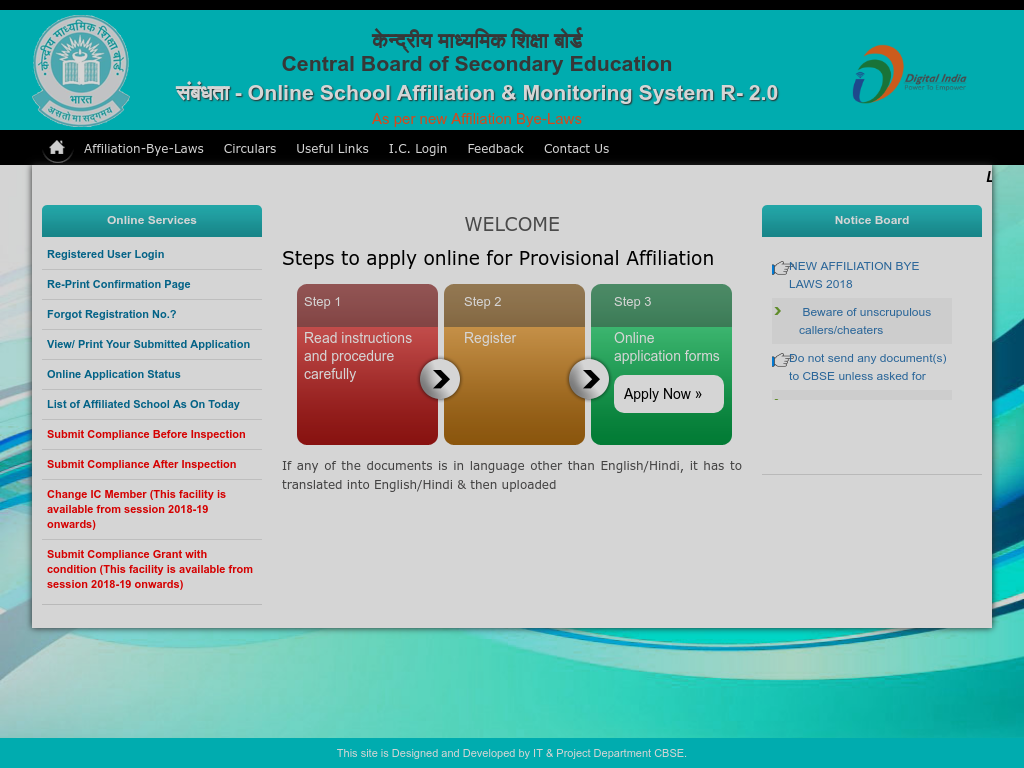 केन्द्रीय माध्यमिक शिक्षा बोर्ड
Central Board of Secondary Education
संबंधता - Online School Affiliation & Monitoring System R- 2.0
As per new Affiliation Bye-Laws
केन्द्रीय माध्यमिक शिक्षा बोर्ड
भारत
असतो मा सद्गमय
Digital India
Power To Empower
Affiliation-Bye-Laws
Circulars
Useful Links
I.C. Login
Feedback
Contact Us
Online Services
Registered User Login
Re-Print Confirmation Page
Forgot Registration No.?
View/ Print Your Submitted Application
Online Application Status
List of Affiliated School As On Today
Submit Compliance Before Inspection
Submit Compliance After Inspection
Change IC Member (This facility is
available from session 2018-19
onwards)
Submit Compliance Grant with
condition (This facility is available from
session 2018-19 onwards)
WELCOME
Steps to apply online for Provisional Affiliation
Step 1
Read instructions
and procedure
carefully
Step 2
Register
Step 3
Online
application forms
Apply Now »
If any of the documents is in language other than English/Hindi, it has to
translated into English/Hindi & then uploaded
Notice Board
NEW AFFILIATION BYE
LAWS 2018
Beware of unscrupulous
callers/cheaters
Do not send any document(s)
to CBSE unless asked for
This site is Designed and Developed by IT & Project Department CBSE.